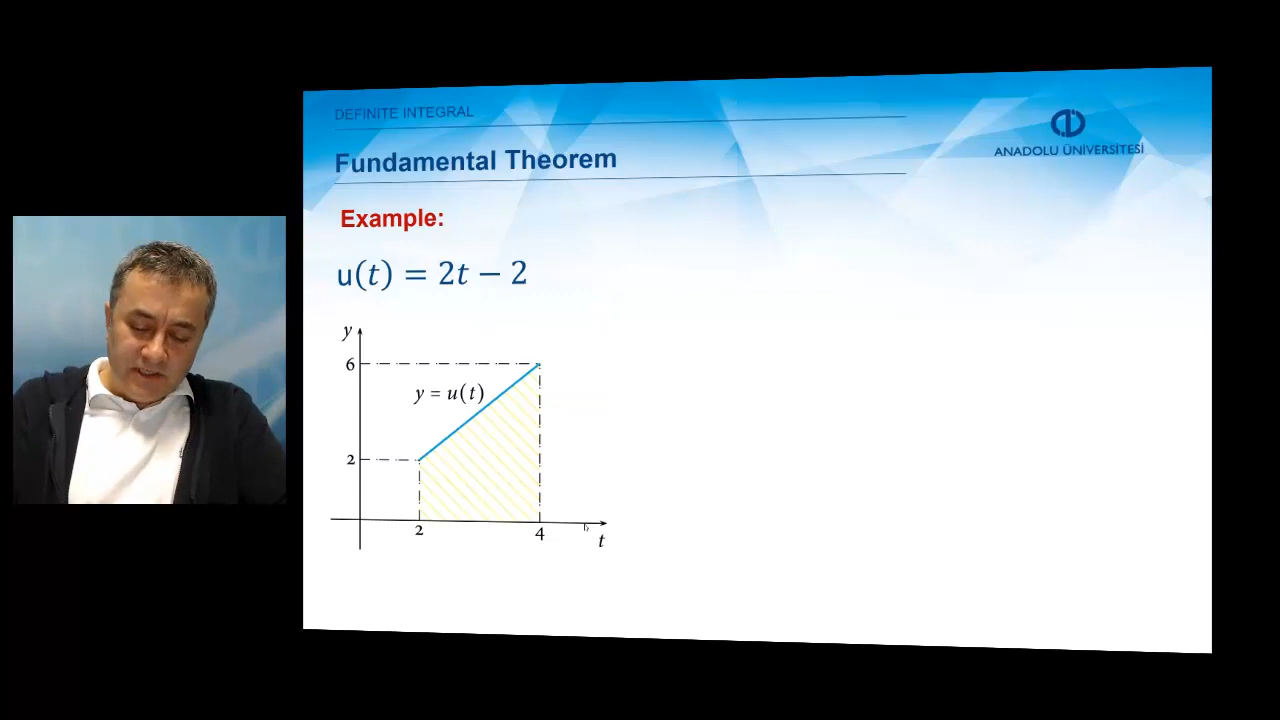 DEFINITE INTEGRAL
ANADOLU ÜNİVERSİTESİ
Fundamental Theorem
Example:
u(t) = 2t − 2
y
6
y = u(t)
2
2
4
t